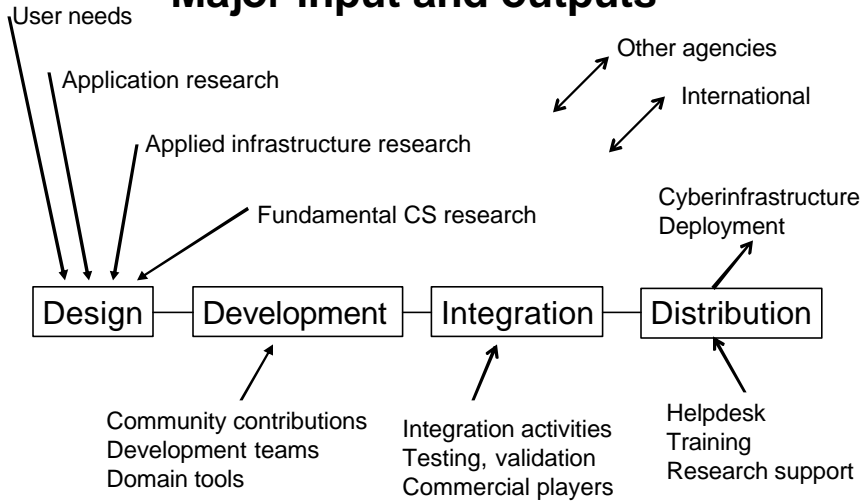 Major input and outputs
User needs
Other agencies
Application research
International
Applied infrastructure research
Cyberinfrastructure
Deployment
Fundamental CS research
Design
Development
Integration
Distribution
Community contributions
Development teams
Domain tools
Integration activities
Testing, validation
Commercial players
Helpdesk
Training
Research support